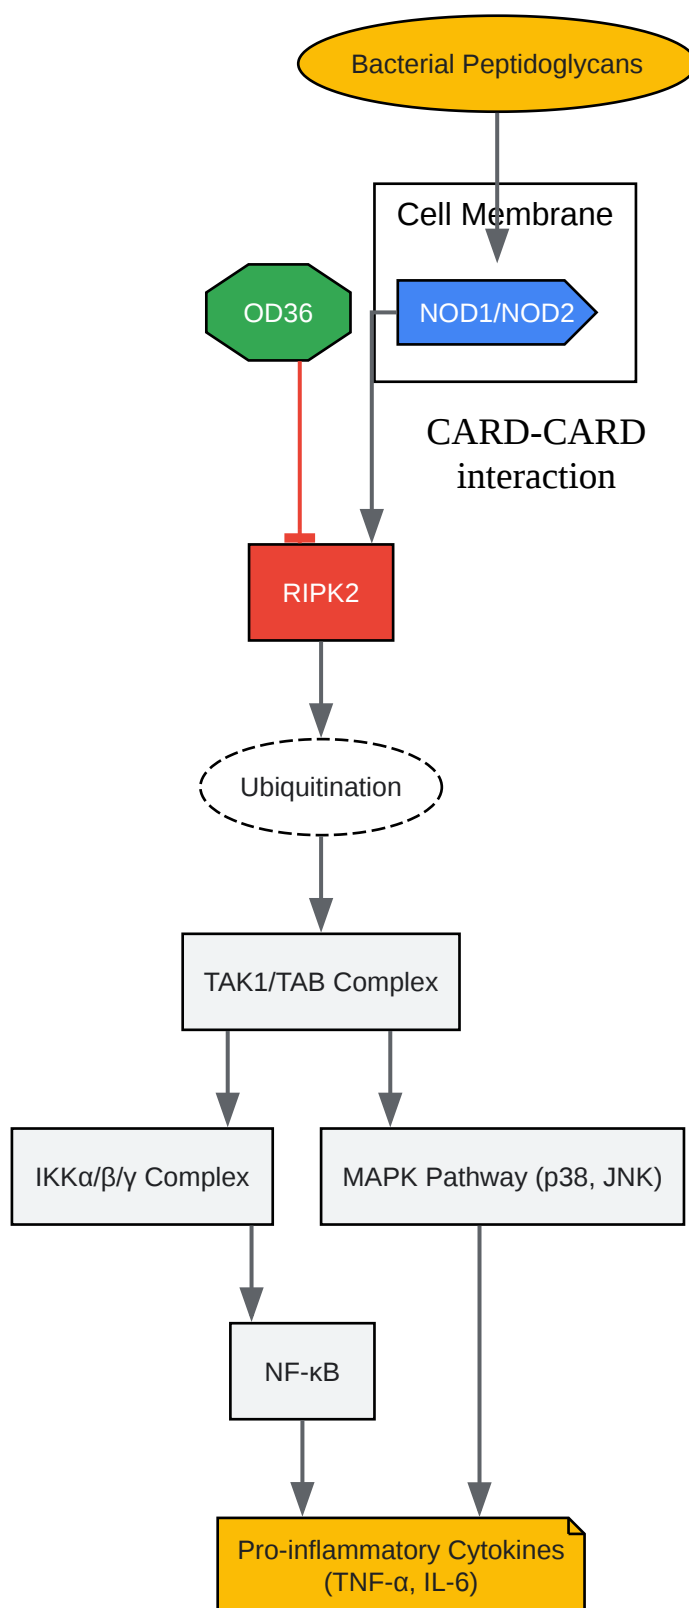 Bacterial Peptidoglycans
Cell Membrane
OD36
NOD1/NOD2
CARD-CARD
interaction
RIPK2
Ubiquitination
TAK1/TAB Complex
IKKα/β/γ Complex
MAPK Pathway (p38, JNK)
NF-κB
Pro-inflammatory Cytokines
(TNF-α, IL-6)